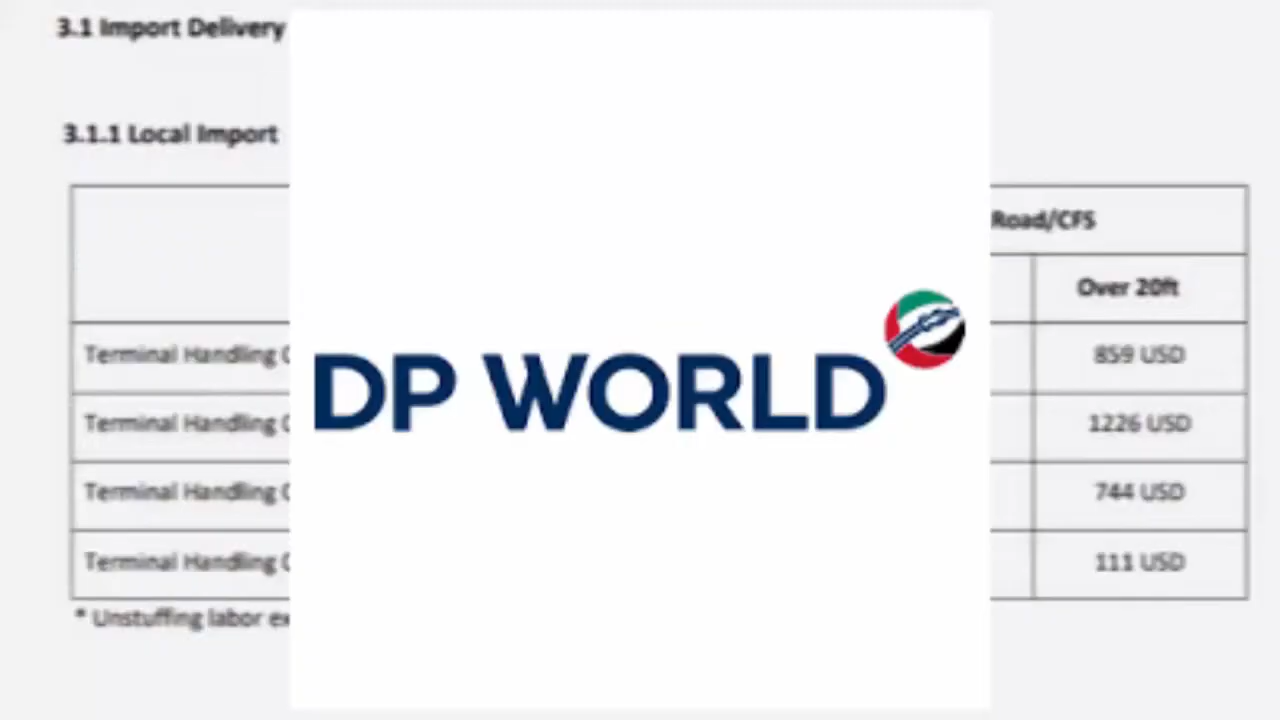 3.1 Import Delivery
3.1.1 Local Import
Road/CFS
Over 20ft
Terminal Handling 859 USD
Terminal Handling 1226 USD
Terminal Handling 744 USD
Terminal Handling 111 USD
* Unstuffing labor
DP WORLD